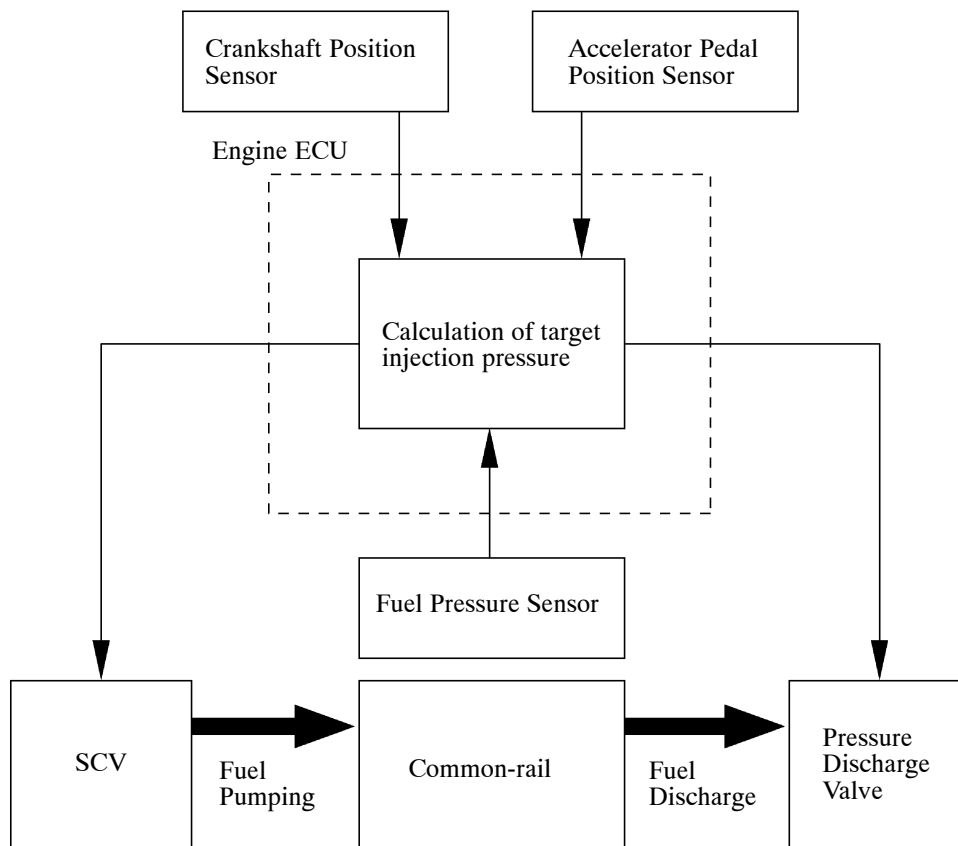 Crankshaft Position
Sensor
Accelerator Pedal
Position Sensor
Engine ECU
Calculation of target
injection pressure
Fuel Pressure Sensor
SCV
Fuel
Pumping
Common-rail
Fuel
Discharge
Pressure
Discharge
Valve